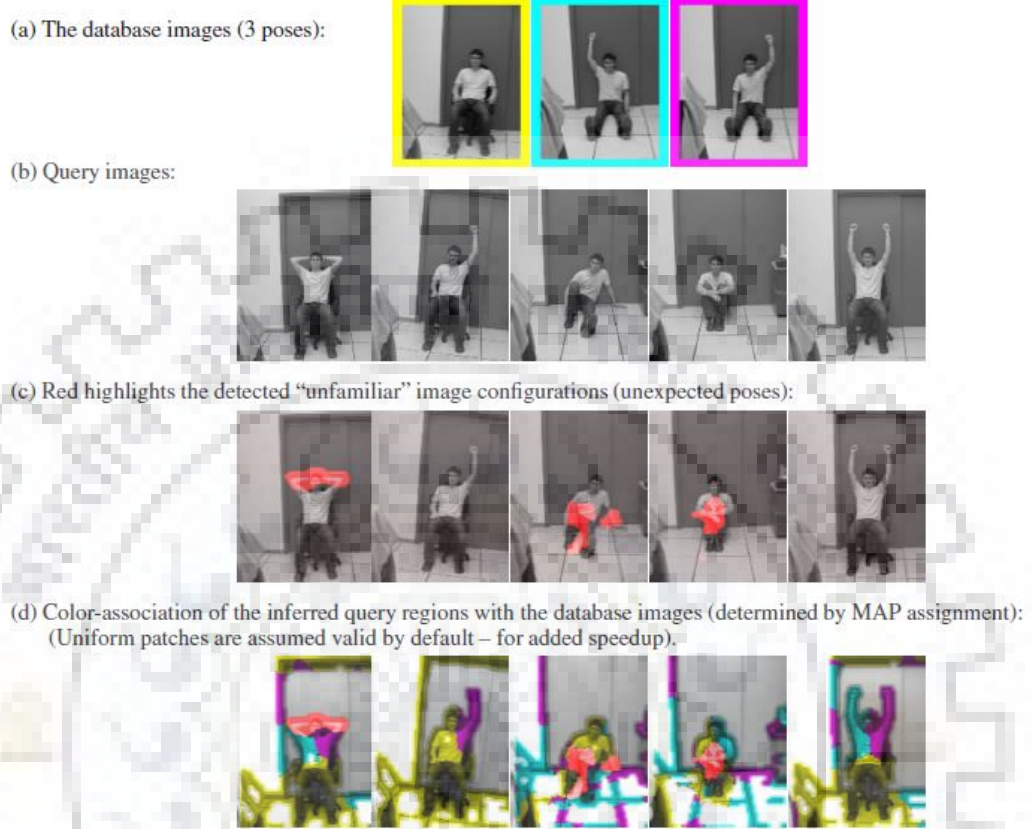 (a) The database images (3 poses):
(b) Query images:
(c) Red highlights the detected “unfamiliar” image configurations (unexpected poses):
(d) Color-association of the inferred query regions with the database images (determined by MAP assignment):
(Uniform patches are assumed valid by default – for added speedup).